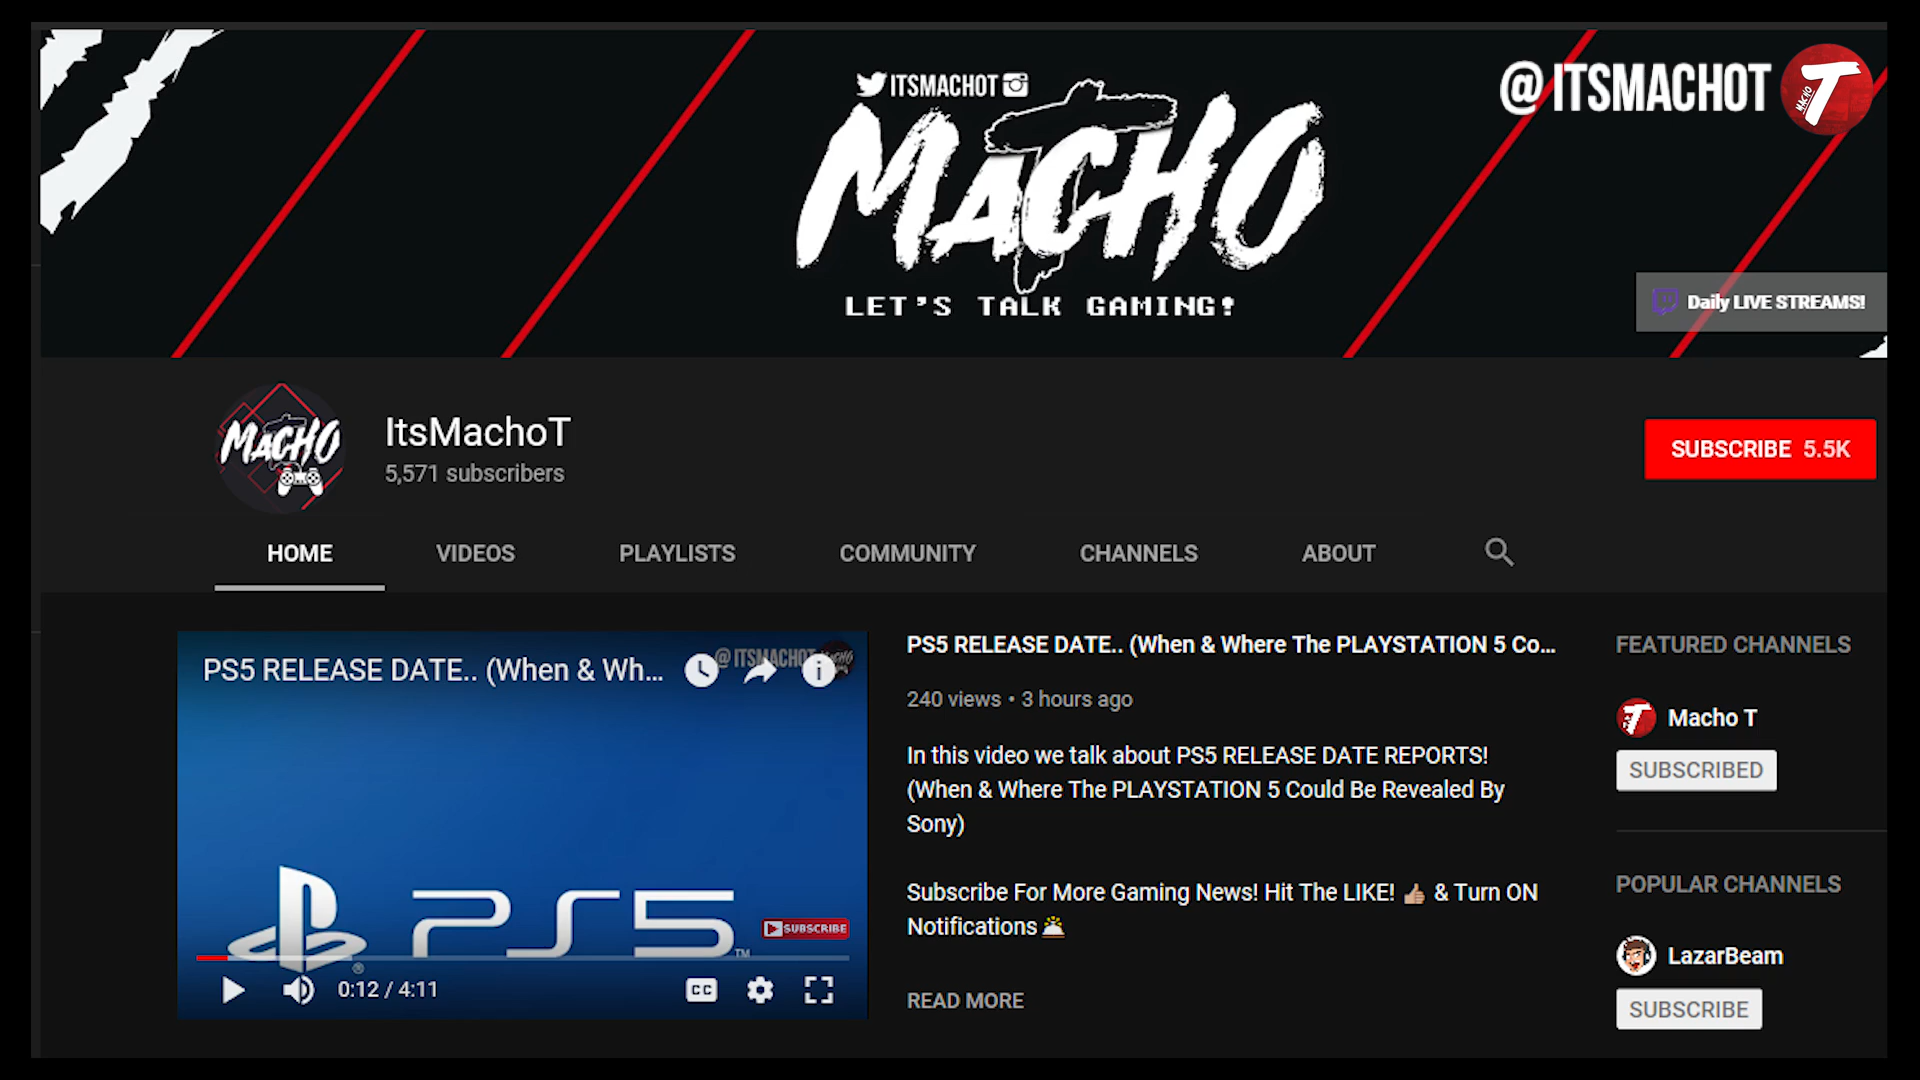 ITSMACHOT
@ITSMACHOT
MACHO
T
MACHO
LET'S TALK GAMING!
Daily LIVE STREAMS!
MACHO
ItsMachoT
5,571 subscribers
SUBSCRIBE 5.5K
HOME VIDEOS PLAYLISTS COMMUNITY CHANNELS ABOUT
PS5 RELEASE DATE.. (When & Wh...
@ITSMACHOT
PS5
TM
®
SUBSCRIBE
0:12 / 4:11
CC
PS5 RELEASE DATE.. (When & Where The PLAYSTATION 5 Co...
240 views • 3 hours ago
In this video we talk about PS5 RELEASE DATE REPORTS!
(When & Where The PLAYSTATION 5 Could Be Revealed By
Sony)
Subscribe For More Gaming News! Hit The LIKE! 👍🏽 & Turn ON
Notifications 🛎
READ MORE
FEATURED CHANNELS
T
Macho T
SUBSCRIBED
POPULAR CHANNELS
LazarBeam
SUBSCRIBE